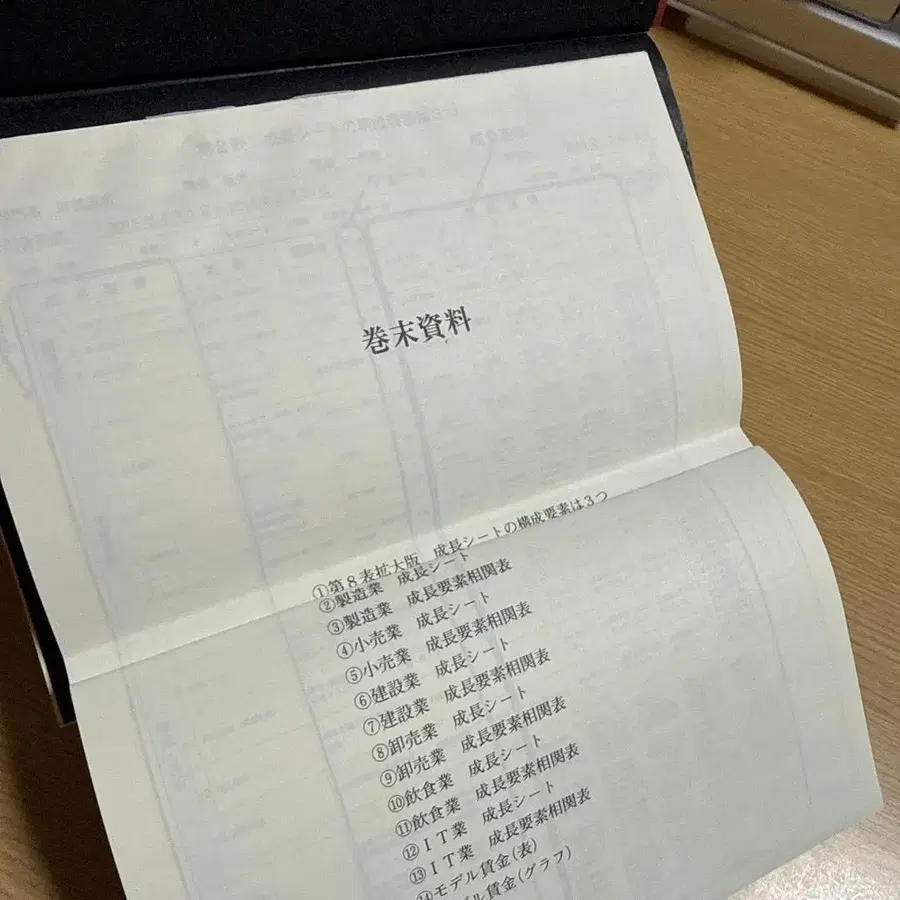 巻末資料
①第8表拡大版 成長シートの構成要素は3つ
②製造業 成長シート
③製造業 成長要素相関表
④小売業 成長シート
⑤小売業 成長要素相関表
⑥建設業 成長シート
⑦建設業 成長要素相関表
⑧卸売業 成長シート
⑨卸売業 成長要素相関表
⑩飲食業 成長シート
⑪飲食業 成長要素相関表
⑫IT業 成長シート
⑬IT業 成長要素相関表
⑭モデル賃金(表)
デル賃金(グラフ)